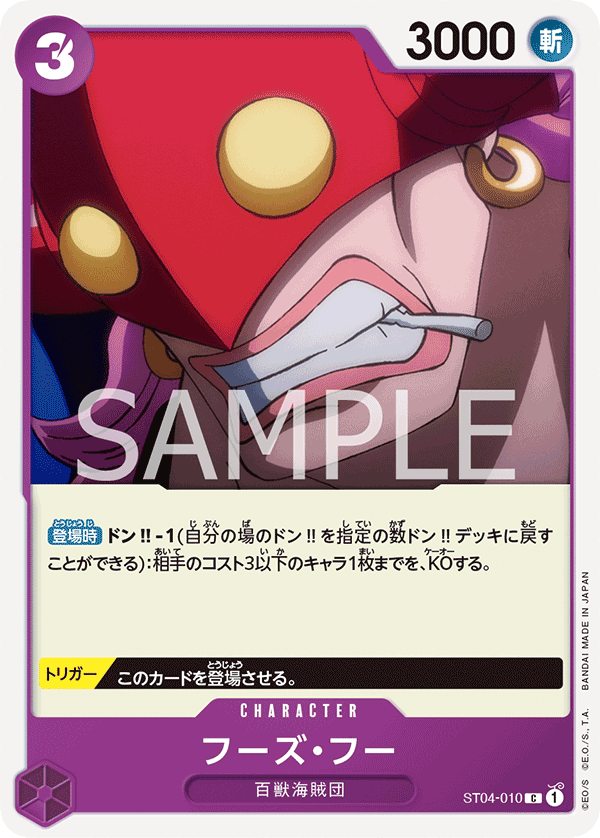 3
3000
斬
SAMPLE
登場時 ドン!!-1(自分の場のドン!!を指定の数ドン!!デッキに戻す
ことができる):相手のコスト3以下のキャラ1枚までを、KOする。
トリガー このカードを登場させる。
CHARACTER
フーズ・フー
百獣海賊団
ST04-010 C 1
©E.O/S ©E.O./S., T.A. BANDAI MADE IN JAPAN